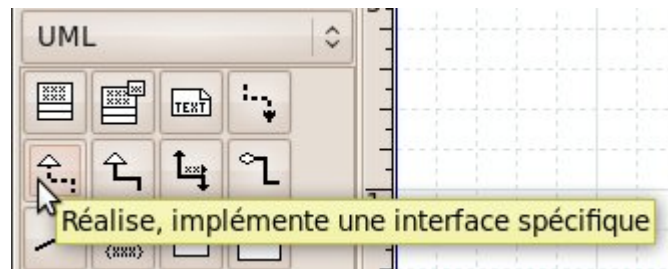 UML
TEXT
Réalise, implémente une interface spécifique